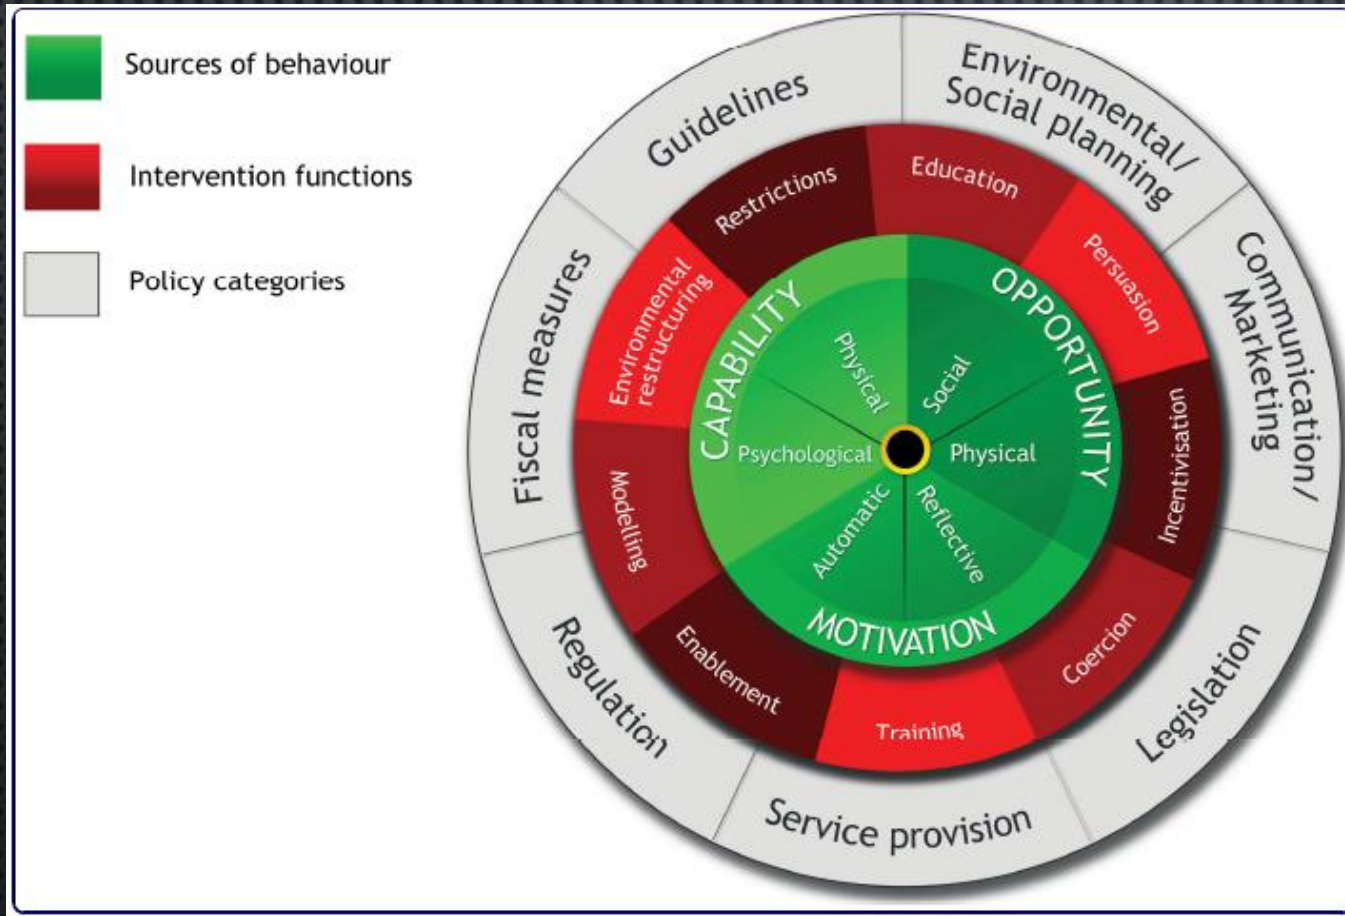 Sources of behaviour
Intervention functions
Policy categories
Guidelines
Environmental/
Social planning
Communication/
Marketing
Legislation
Service provision
Regulation
Fiscal measures
Restrictions
Education
Persuasion
Incentivisation
Coercion
Training
Enablement
Modelling
Environmental
restructuring
CAPABILITY
OPPORTUNITY
MOTIVATION
Physical
Social
Psychological
Physical
Automatic
Reflective